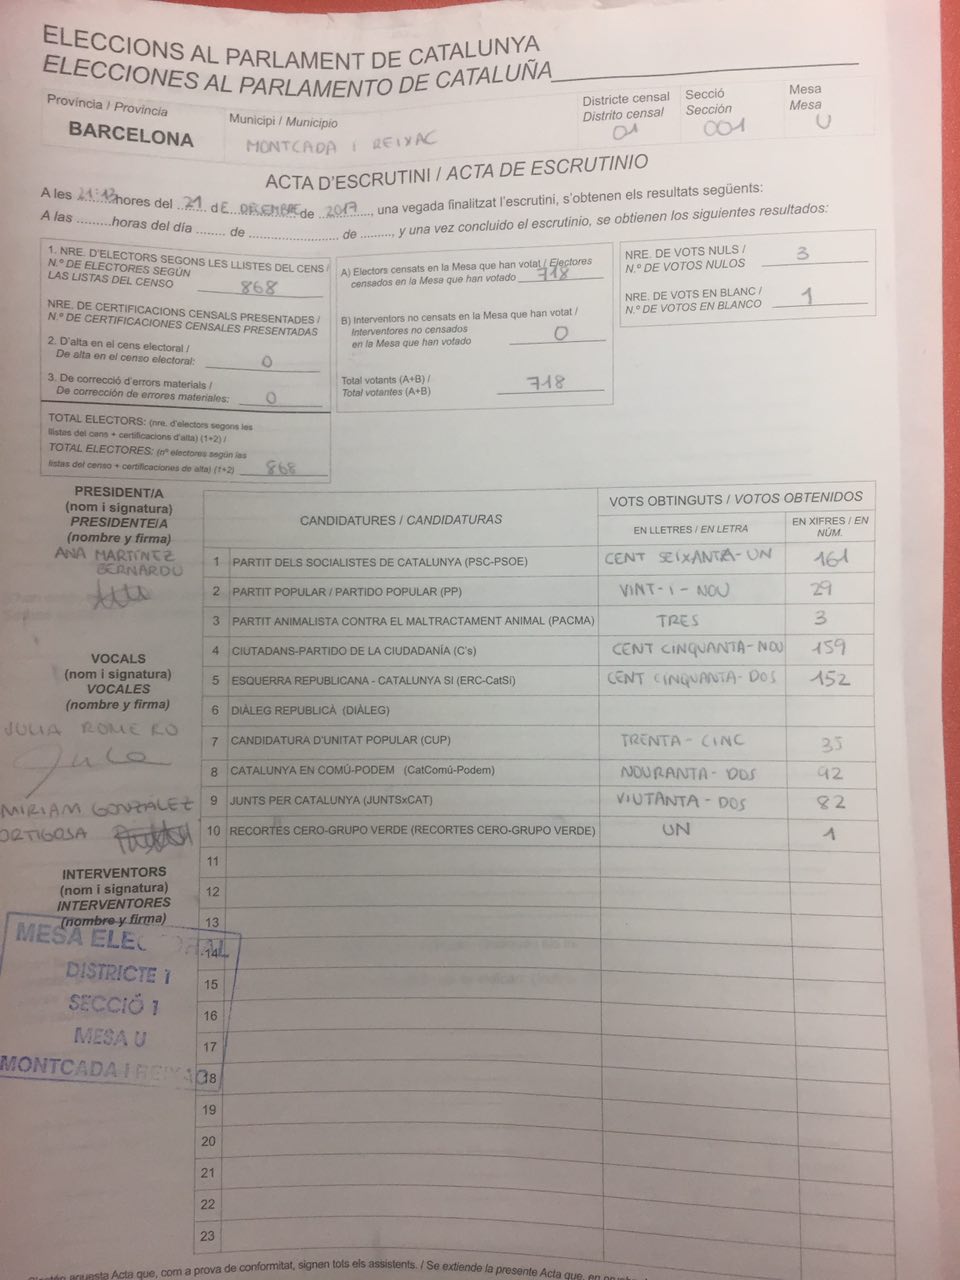 ELECCIONS AL PARLAMENT DE CATALUNYA
ELECCIONES AL PARLAMENTO DE CATALUÑA
Província / Provincia
BARCELONA
Municipi / Municipio
MONTCADA I REIXAC
Districte censal
Distrito censal
01
Secció
Sección
001
Mesa
Mesa
U
ACTA D'ESCRUTINI / ACTA DE ESCRUTINIO
A les 21:13 hores del 21 d E DECEMBRE de 2017, una vegada finalitzat l'escrutini, s'obtenen els resultats següents:
A las ......... horas del día ........ de ........................ de ........., y una vez concluido el escrutinio, se obtienen los siguientes resultados:
1. NRE. D'ELECTORS SEGONS LES LLISTES DEL CENS /
N.º DE ELECTORES SEGÚN
LAS LISTAS DEL CENSO 868
NRE. DE CERTIFICACIONS CENSALS PRESENTADES /
N.º DE CERTIFICACIONES CENSALES PRESENTADAS
2. D'alta en el cens electoral /
De alta en el censo electoral: 0
3. De correcció d'errors materials /
De corrección de errores materiales: 0
TOTAL ELECTORS: (nre. d'electors segons les
llistes del cens + certificacions d'alta) (1+2) /
TOTAL ELECTORES: (nº electores según las
listas del censo + certificaciones de alta) (1+2) 868
A) Electors censats en la Mesa que han votat / Electores
censados en la Mesa que han votado 718
B) Interventors no censats en la Mesa que han votat /
Interventores no censados
en la Mesa que han votado 0
Total votants (A+B) /
Total votantes (A+B) 718
NRE. DE VOTS NULS /
N.º DE VOTOS NULOS 3
NRE. DE VOTS EN BLANC /
N.º DE VOTOS EN BLANCO 1
PRESIDENT/A
(nom i signatura)
PRESIDENTE/A
(nombre y firma)
ANA MARTÍNEZ
BERNARDU
VOCALS
(nom i signatura)
VOCALES
(nombre y firma)
JULIA ROMERO
MIRIAM GONZALEZ
ORTIGOSA
INTERVENTORS
(nom i signatura)
INTERVENTORES
(nombre y firma)
MESA ELECTORAL
DISTRICTE 1
SECCIÓ 1
MESA U
MONTCADA I REIXAC
CANDIDATURES / CANDIDATURAS
VOTS OBTINGUTS / VOTOS OBTENIDOS
EN LLETRES / EN LETRA
EN XIFRES / EN NÚM.
1 PARTIT DELS SOCIALISTES DE CATALUNYA (PSC-PSOE) CENT SEIXANTA-UN 161
2 PARTIT POPULAR / PARTIDO POPULAR (PP) VINT-I-NOU 29
3 PARTIT ANIMALISTA CONTRA EL MALTRACTAMENT ANIMAL (PACMA) TRES 3
4 CIUTADANS-PARTIDO DE LA CIUDADANÍA (C's) CENT CINQUANTA-NOU 159
5 ESQUERRA REPUBLICANA - CATALUNYA SI (ERC-CatSí) CENT CINQUANTA-DOS 152
6 DIÀLEG REPUBLICÀ (DIÀLEG)
7 CANDIDATURA D'UNITAT POPULAR (CUP) TRENTA-CINC 35
8 CATALUNYA EN COMÚ-PODEM (CatComú-Podem) NOURANTA-DOS 92
9 JUNTS PER CATALUNYA (JUNTSxCAT) VIUTANTA-DOS 82
10 RECORTES CERO-GRUPO VERDE (RECORTES CERO-GRUPO VERDE) UN 1
11
12
13
14
15
16
17
18
19
20
21
22
23
aquesta Acta que, com a prova de conformitat, signen tots els assistents. / Se extiende la presente Acta que, en